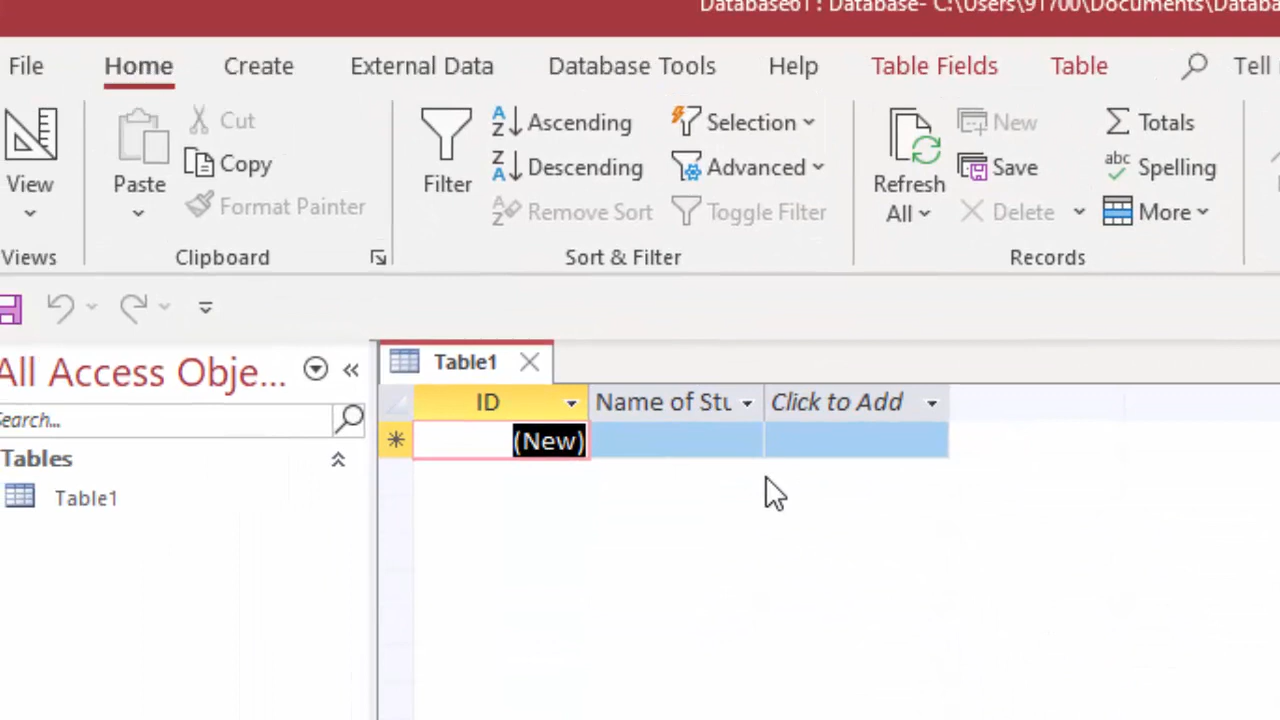 Database61 : Database- C:\Users\91700\Documents\Databa
File Home Create External Data Database Tools Help Table Fields Table Tell
View
Views
Paste
Cut
Copy
Format Painter
Clipboard
Filter
Ascending
Descending
Remove Sort
Selection
Advanced
Toggle Filter
Sort & Filter
Refresh
All
New
Save
Delete
Totals
Spelling
More
Records
All Access Obje...
Search...
Tables
Table1
Table1
ID Name of Stu Click to Add
(New)